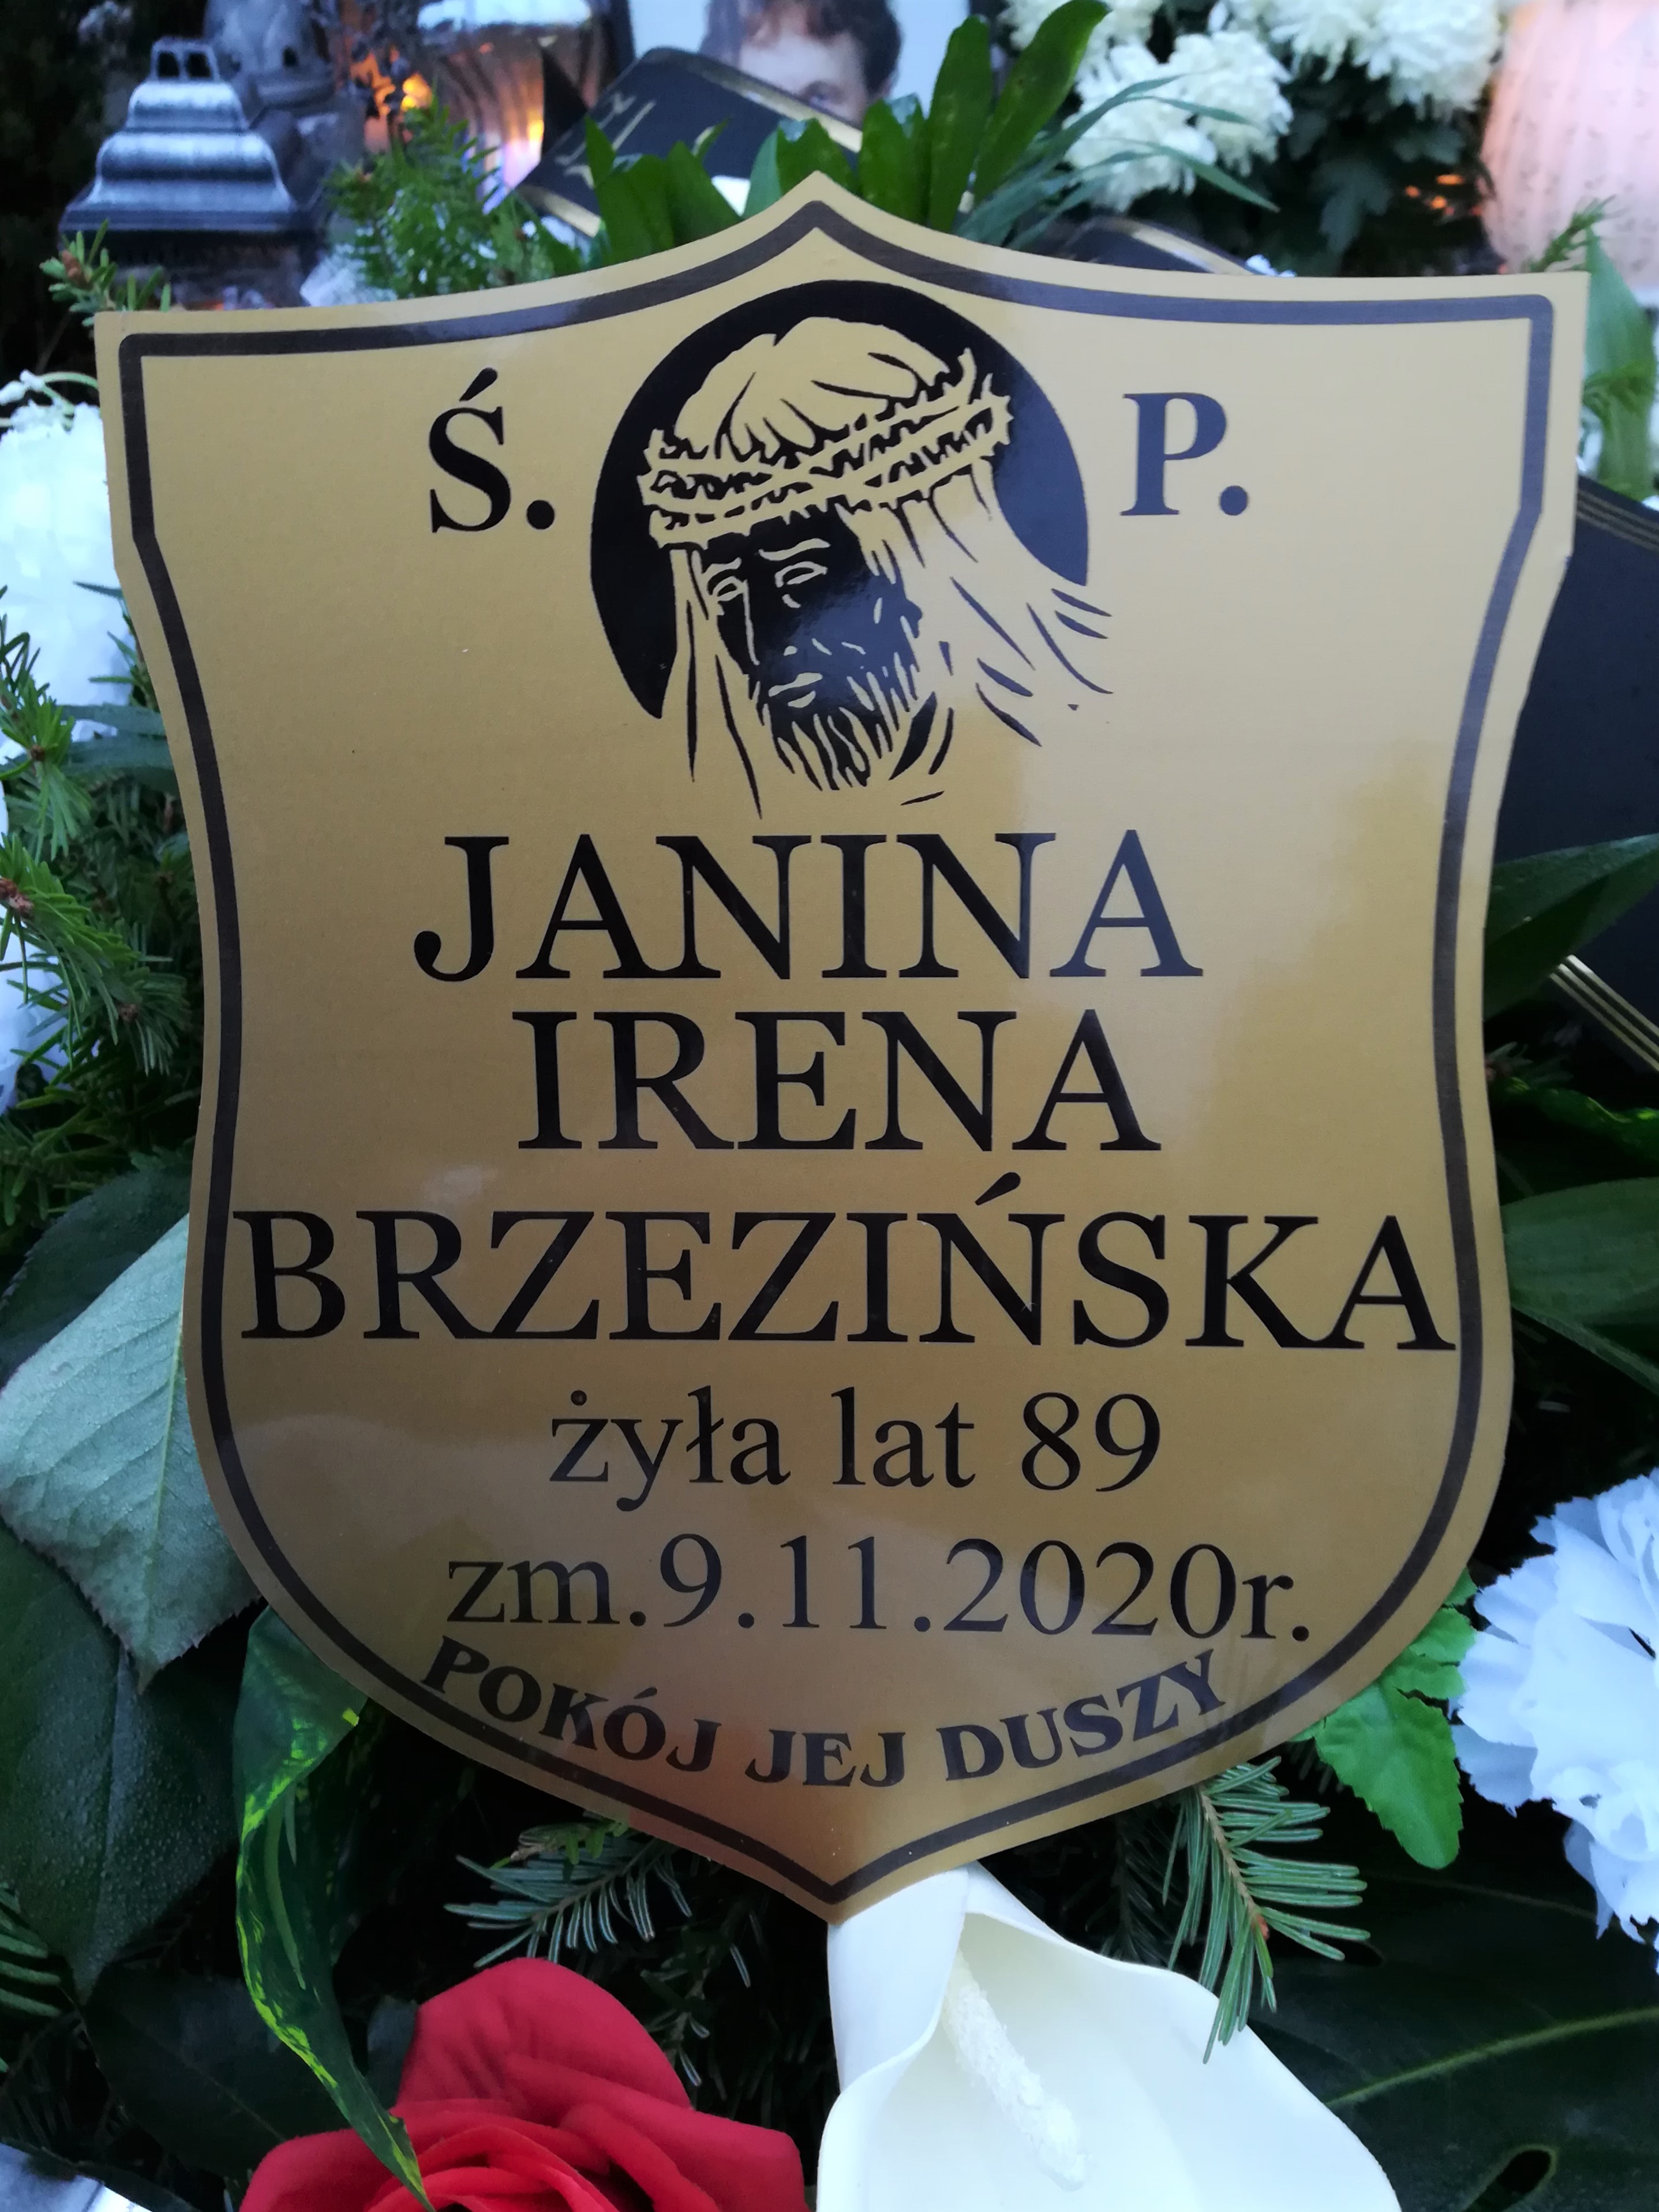 Ś. P.
JANINA
IRENA
BRZEZIŃSKA
żyła lat 89
zm.9.11.2020r.
POKÓJ JEJ DUSZY